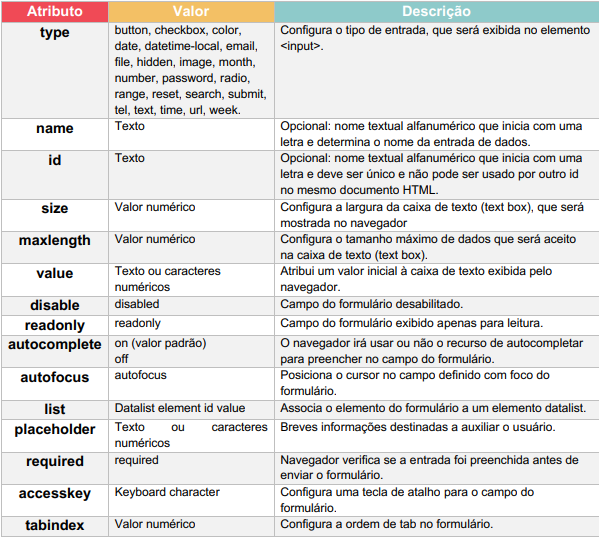 Atributo Valor Descrição
type button, checkbox, color, Configura o tipo de entrada, que será exibida no elemento
date, datetime-local, email, <input>.
file, hidden, image, month,
number, password, radio,
range, reset, search, submit,
tel, text, time, url, week.
name Texto Opcional: nome textual alfanumérico que inicia com uma
letra e determina o nome da entrada de dados.
id Texto Opcional: nome textual alfanumérico que inicia com uma
letra e deve ser único e não pode ser usado por outro id
no mesmo documento HTML.
size Valor numérico Configura a largura da caixa de texto (text box), que será
mostrada no navegador
maxlength Valor numérico Configura o tamanho máximo de dados que será aceito
na caixa de texto (text box).
value Texto ou caracteres Atribui um valor inicial à caixa de texto exibida pelo
numéricos navegador.
disable disabled Campo do formulário desabilitado.
readonly readonly Campo do formulário exibido apenas para leitura.
autocomplete on (valor padrão) O navegador irá usar ou não o recurso de autocompletar
off para preencher no campo do formulário.
autofocus autofocus Posiciona o cursor no campo definido com foco do
formulário.
list Datalist element id value Associa o elemento do formulário a um elemento datalist.
placeholder Texto ou caracteres Breves informações destinadas a auxiliar o usuário.
numéricos
required required Navegador verifica se a entrada foi preenchida antes de
enviar o formulário.
accesskey Keyboard character Configura uma tecla de atalho para o campo do
formulário.
tabindex Valor numérico Configura a ordem de tab no formulário.